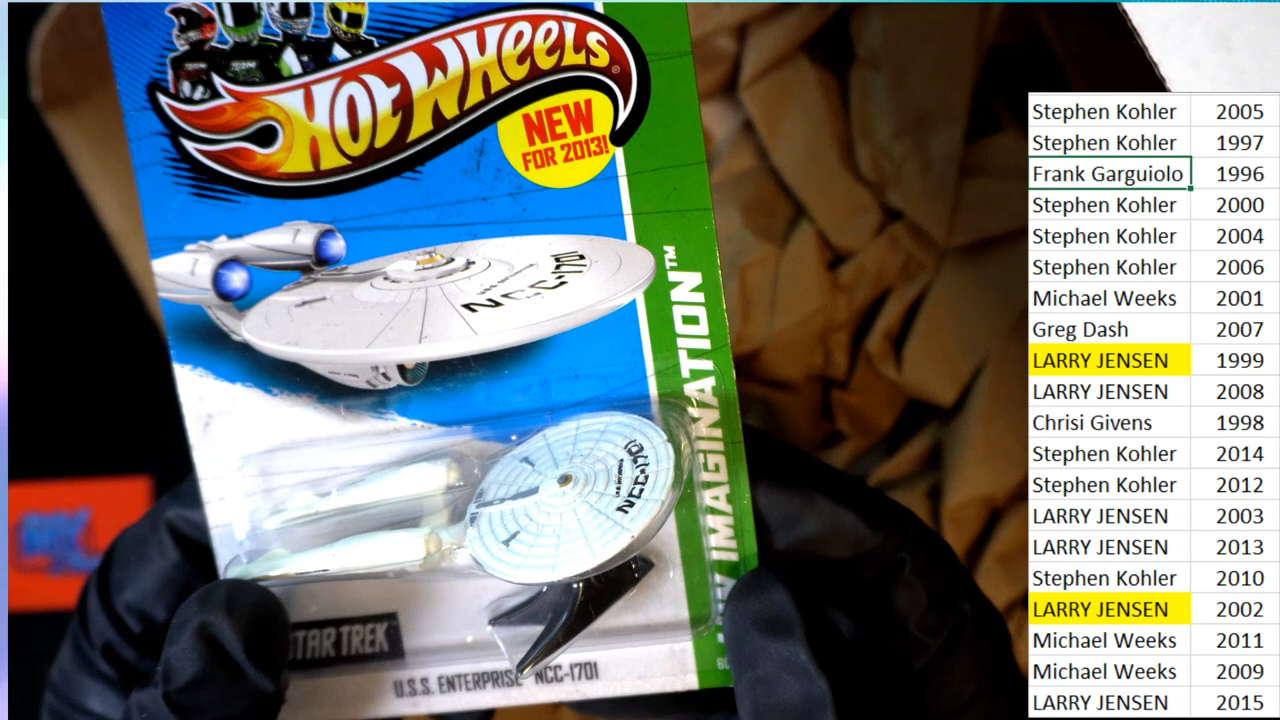 HOT WHEELS
NEW
FOR 2013!
NCC-1701
IMAGINATION™
NCC-1701
STAR TREK
U.S.S. ENTERPRISE NCC-1701
Stephen Kohler 2005
Stephen Kohler 1997
Frank Garguiolo 1996
Stephen Kohler 2000
Stephen Kohler 2004
Stephen Kohler 2006
Michael Weeks 2001
Greg Dash 2007
LARRY JENSEN 1999
LARRY JENSEN 2008
Chrisi Givens 1998
Stephen Kohler 2014
Stephen Kohler 2012
LARRY JENSEN 2003
LARRY JENSEN 2013
Stephen Kohler 2010
LARRY JENSEN 2002
Michael Weeks 2011
Michael Weeks 2009
LARRY JENSEN 2015